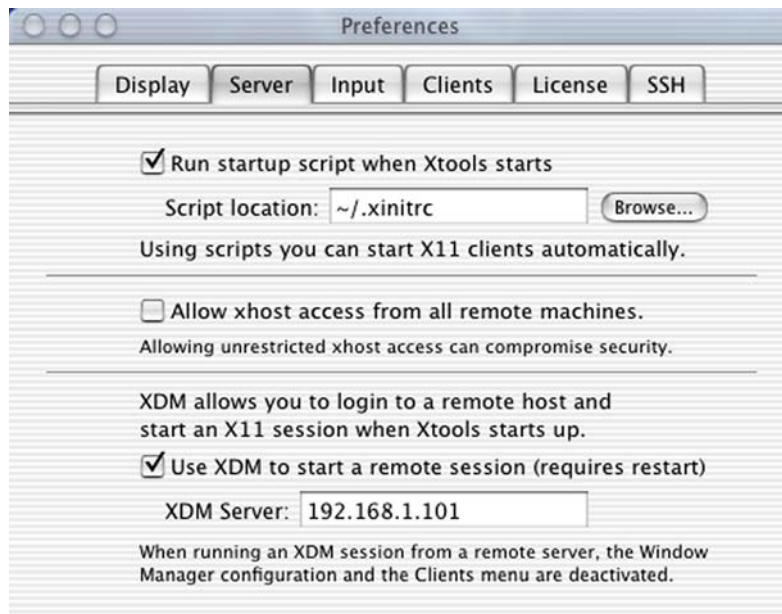 Preferences
Display Server Input Clients License SSH
Run startup script when Xtools starts
Script location: ~/.xinitrc Browse...
Using scripts you can start X11 clients automatically.
Allow xhost access from all remote machines.
Allowing unrestricted xhost access can compromise security.
XDM allows you to login to a remote host and
start an X11 session when Xtools starts up.
Use XDM to start a remote session (requires restart)
XDM Server: 192.168.1.101
When running an XDM session from a remote server, the Window
Manager configuration and the Clients menu are deactivated.